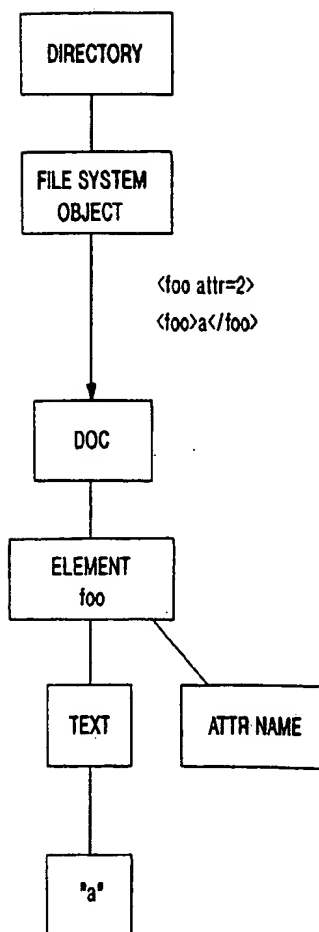 DIRECTORY
FILE SYSTEM
OBJECT
<foo attr=2>
<foo>a</foo>
DOC
ELEMENT
foo
TEXT
ATTR NAME
"a"